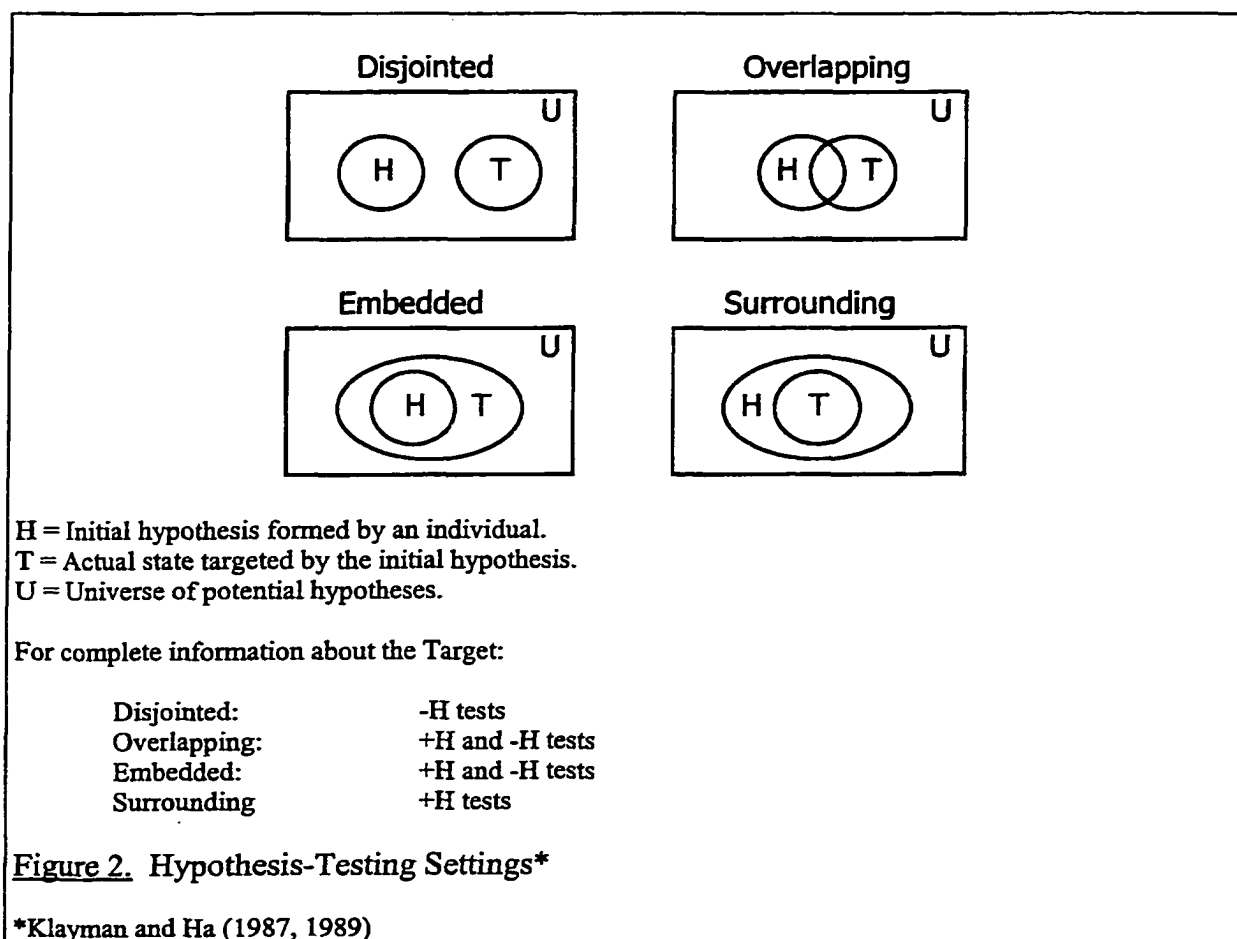 Disjointed
Overlapping
U
U
H
T
H
T
Embedded
Surrounding
U
U
H
T
H
T
H = Initial hypothesis formed by an individual.
T = Actual state targeted by the initial hypothesis.
U = Universe of potential hypotheses.
For complete information about the Target:
Disjointed: -H tests
Overlapping: +H and -H tests
Embedded: +H and -H tests
Surrounding +H tests
Figure 2. Hypothesis-Testing Settings*
*Klayman and Ha (1987, 1989)